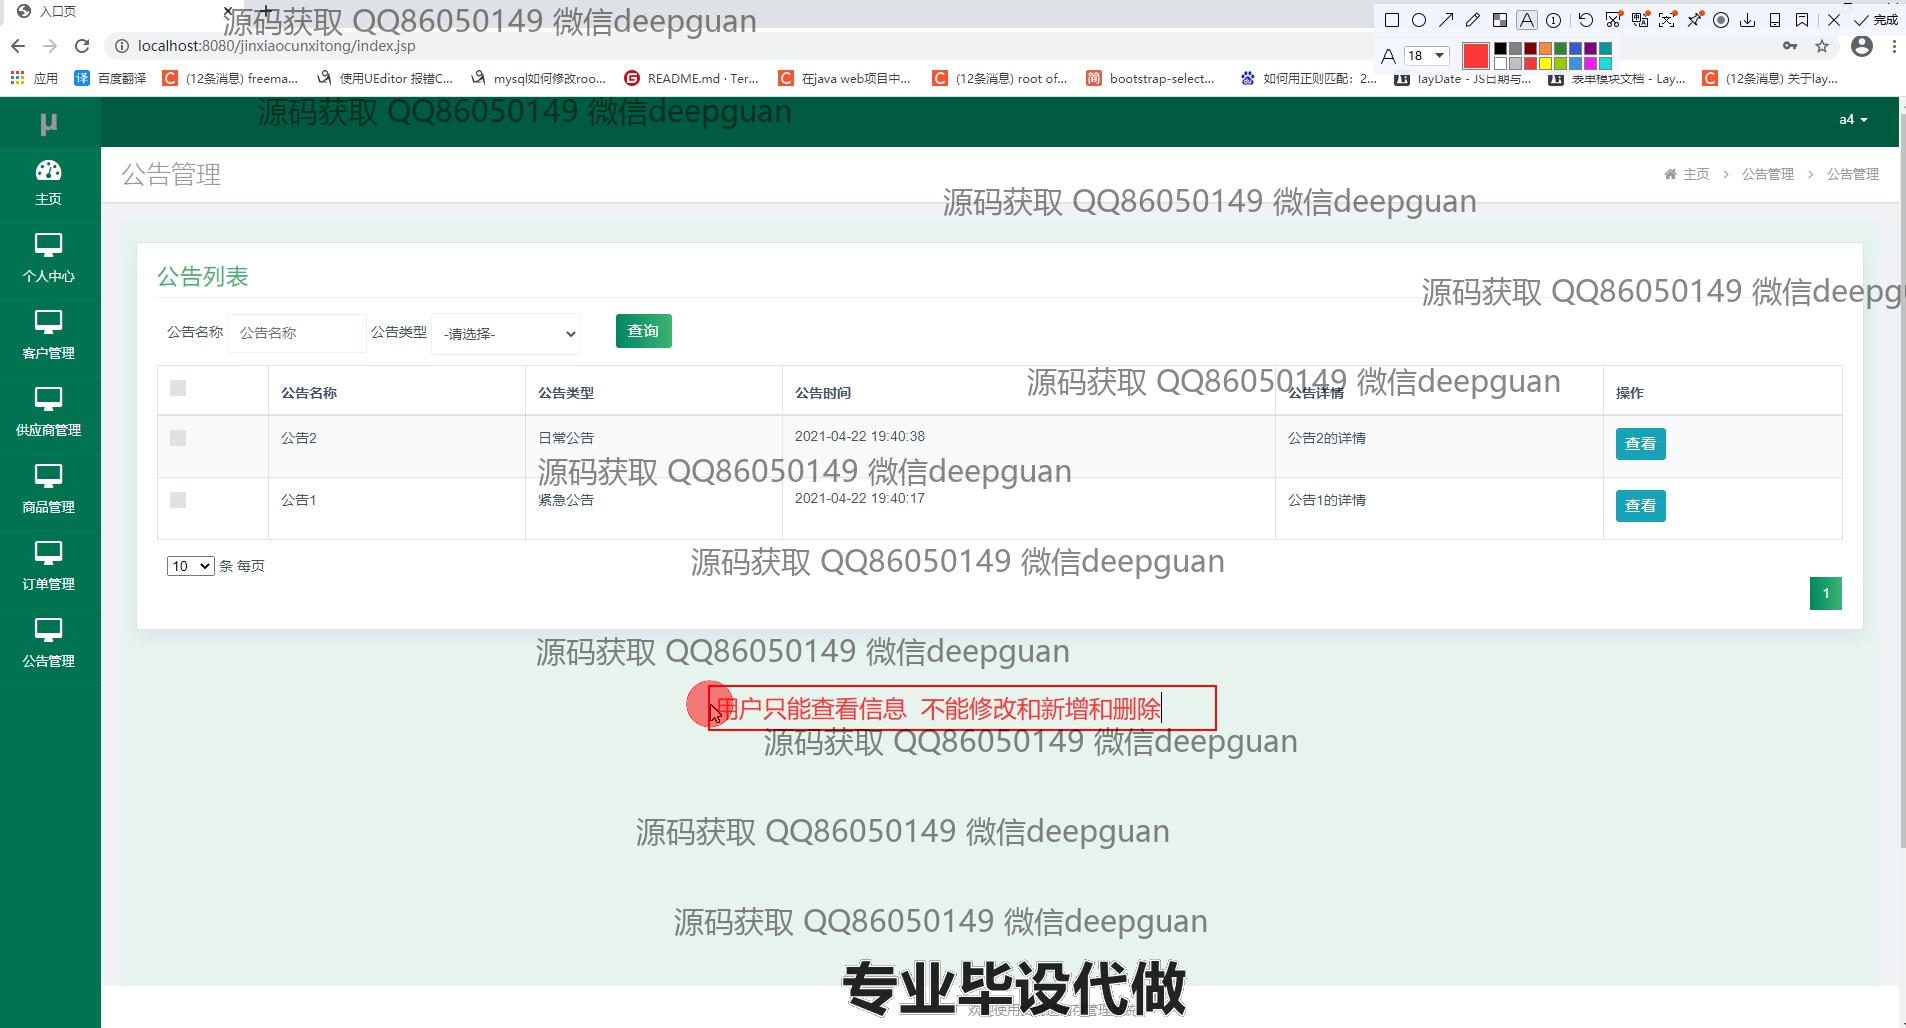 入口页
源码获取 QQ86050149 微信deepguan
完成
localhost:8080/jinxiaocunxitong/index.jsp
18
应用
百度翻译
(12条消息) freema...
使用UEditor 报错C...
mysql如何修改roo...
README.md · Ter...
在java web项目中...
(12条消息) root of...
bootstrap-select...
如何用正则匹配：2...
layDate - JS日期与...
表单模块文档 - Lay...
(12条消息) 关于lay...
源码获取 QQ86050149 微信deepguan
μ
a4
主页
个人中心
客户管理
供应商管理
商品管理
订单管理
公告管理
公告管理
主页 > 公告管理 > 公告管理
源码获取 QQ86050149 微信deepguan
公告列表
源码获取 QQ86050149 微信deepgu
公告名称 公告名称 公告类型 -请选择- 查询
源码获取 QQ86050149 微信deepguan
公告名称 公告类型 公告时间 公告详情 操作
公告2 日常公告 2021-04-22 19:40:38 公告2的详情 查看
源码获取 QQ86050149 微信deepguan
公告1 紧急公告 2021-04-22 19:40:17 公告1的详情 查看
源码获取 QQ86050149 微信deepguan
10 条 每页
1
源码获取 QQ86050149 微信deepguan
用户只能查看信息 不能修改和新增和删除
源码获取 QQ86050149 微信deepguan
源码获取 QQ86050149 微信deepguan
源码获取 QQ86050149 微信deepguan
专业毕设代做